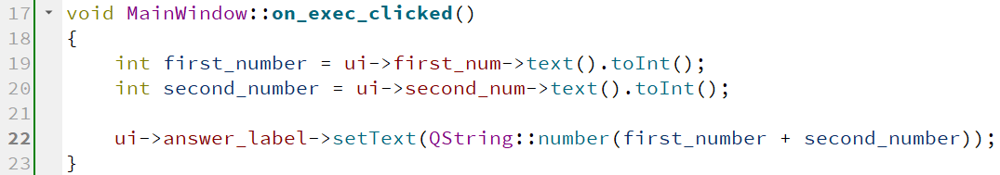 17 void MainWindow::on_exec_clicked()
18 {
19     int first_number = ui->first_num->text().toInt();
20     int second_number = ui->second_num->text().toInt();
21
22     ui->answer_label->setText(QString::number(first_number + second_number));
23 }